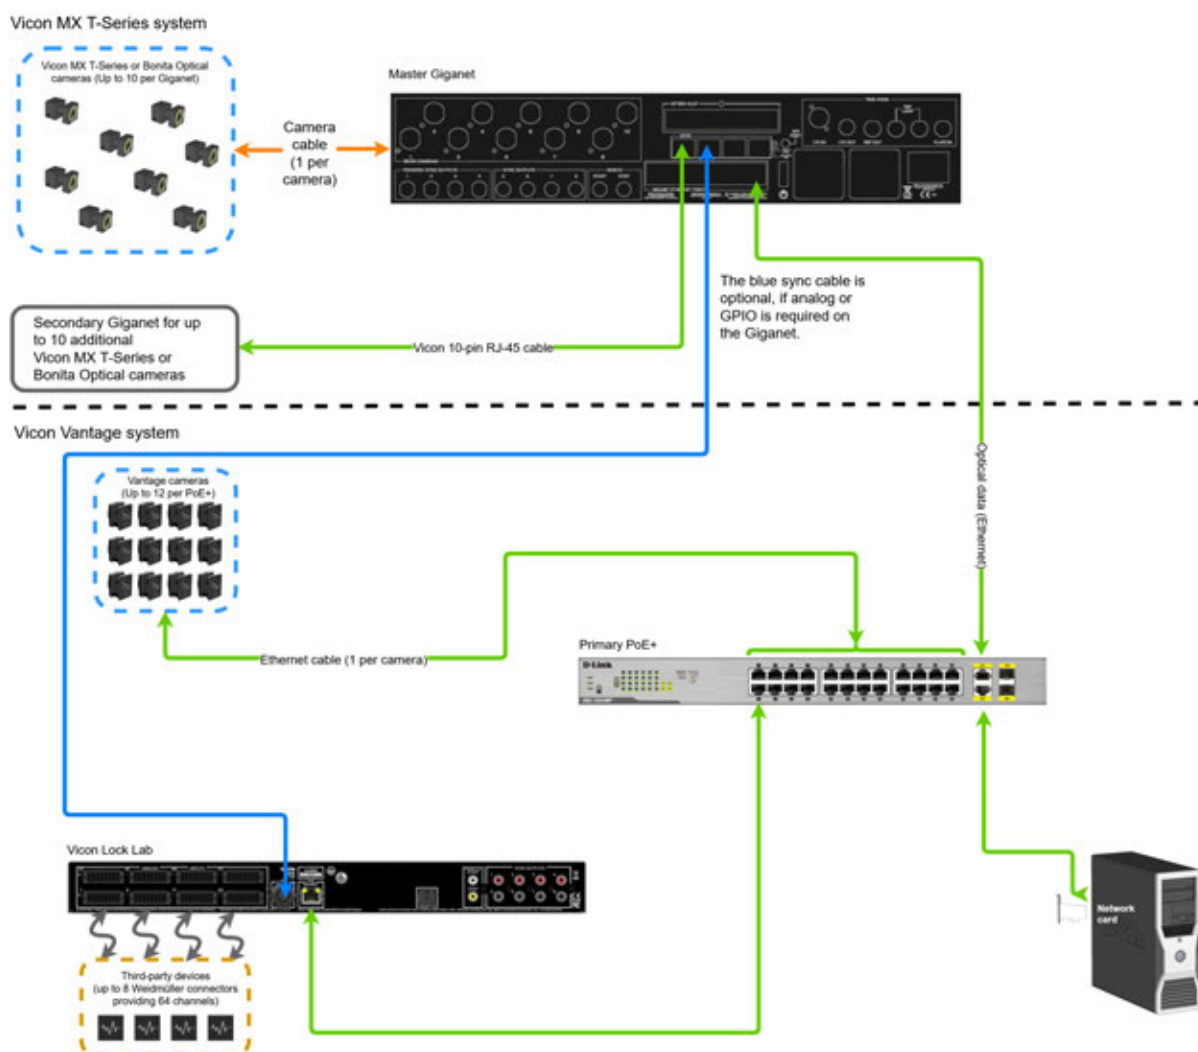 Vicon MX T-Series system
Vicon MX T-Series or Bonita Optical
cameras (Up to 10 per Giganet)
Master Giganet
Camera
cable
(1 per
camera)
The blue sync cable is
optional, if analog or
GPIO is required on
the Giganet.
Secondary Giganet for up
to 10 additional
Vicon MX T-Series or
Bonita Optical cameras
Vicon 10-pin RJ-45 cable
Vicon Vantage system
Vantage cameras
(Up to 12 per PoE+)
Optical data (Ethernet)
Ethernet cable (1 per camera)
Primary PoE+
D-Link
Vicon Lock Lab
Network
card
Third-party devices
(up to 8 Weidmüller connectors
providing 64 channels)